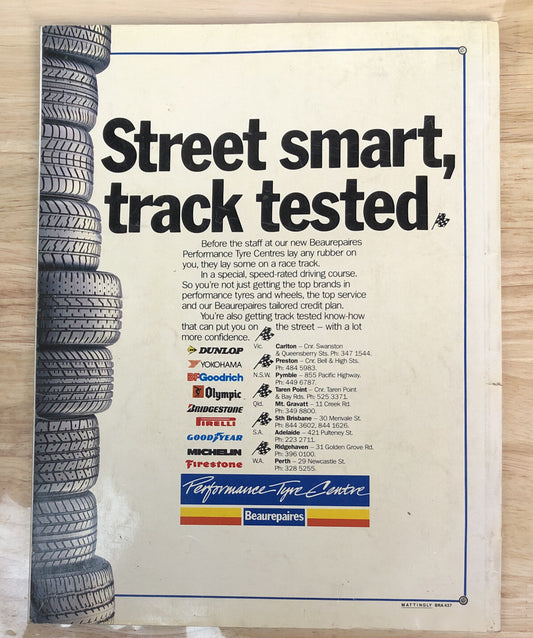 Street smart,
track tested
Before the staff at our new Beaurepaires
Performance Tyre Centres lay any rubber on
you, they lay some on a race track.
In a special, speed-rated driving course.
So you're not just getting the top brands in
performance tyres and wheels, the top service
and our Beaurepaires tailored credit plan.
You're also getting track tested know-how
that can put you on the street – with a lot
more confidence.
DUNLOP
YOKOHAMA
BFGoodrich
Olympic
BRIDGESTONE
PIRELLI
GOODYEAR
MICHELIN
Firestone
Vic. Carlton – Cnr. Swanston
& Queensberry Sts. Ph: 347 1544.
Preston – Cnr. Bell & High Sts.
Ph: 484 5983.
N.S.W. Pymble – 855 Pacific Highway.
Ph: 449 6787.
Taren Point – Cnr. Taren Point
& Bay Rds. Ph: 525 3371.
Qld. Mt. Gravatt – 11 Creek Rd.
Ph: 349 8800.
Sth Brisbane – 30 Merivale St.
Ph: 844 3602, 844 1626.
S.A. Adelaide – 421 Pulteney St.
Ph: 223 2711.
Ridgehaven – 31 Golden Grove Rd.
Ph: 396 0100.
W.A. Perth – 29 Newcastle St.
Ph: 328 5255.
Performance Tyre Centre
Beaurepaires
MATTINGLY BRA 437